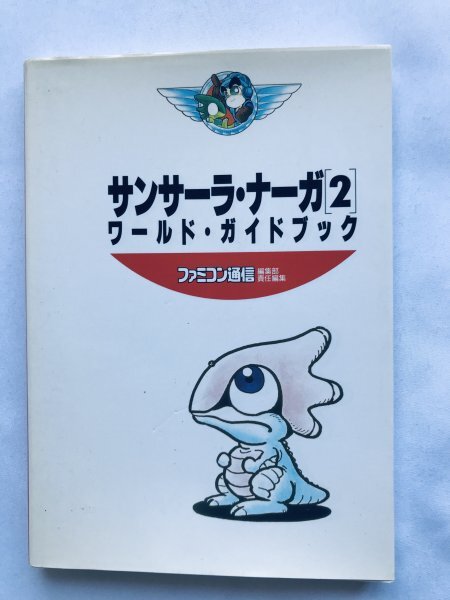 サンサーラ・ナーガ[2]
ワールド・ガイドブック
ファミコン通信 編集部
責任編集